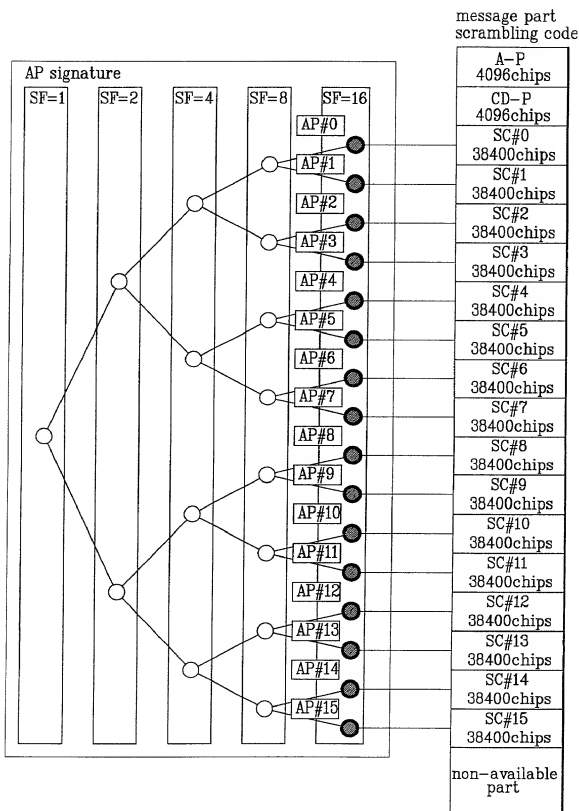 message part
scrambling code
AP signature
SF=1
SF=2
SF=4
SF=8
SF=16
AP#0
AP#1
AP#2
AP#3
AP#4
AP#5
AP#6
AP#7
AP#8
AP#9
AP#10
AP#11
AP#12
AP#13
AP#14
AP#15
A-P
4096chips
CD-P
4096chips
SC#0
38400chips
SC#1
38400chips
SC#2
38400chips
SC#3
38400chips
SC#4
38400chips
SC#5
38400chips
SC#6
38400chips
SC#7
38400chips
SC#8
38400chips
SC#9
38400chips
SC#10
38400chips
SC#11
38400chips
SC#12
38400chips
SC#13
38400chips
SC#14
38400chips
SC#15
38400chips
non-available
part